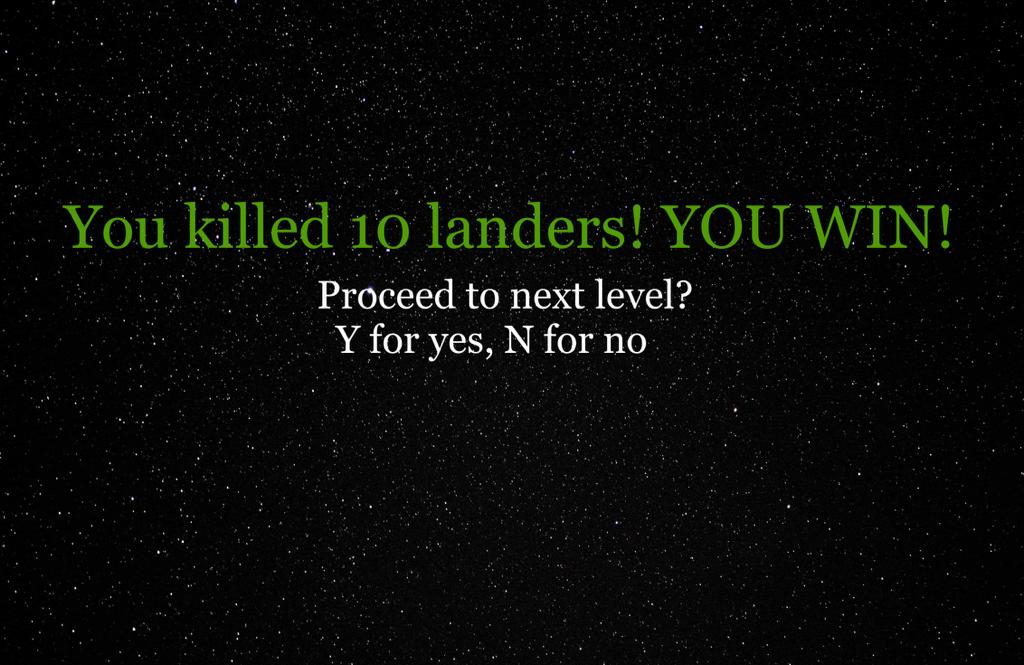 You killed 10 landers! YOU WIN!
Proceed to next level?
Y for yes, N for no